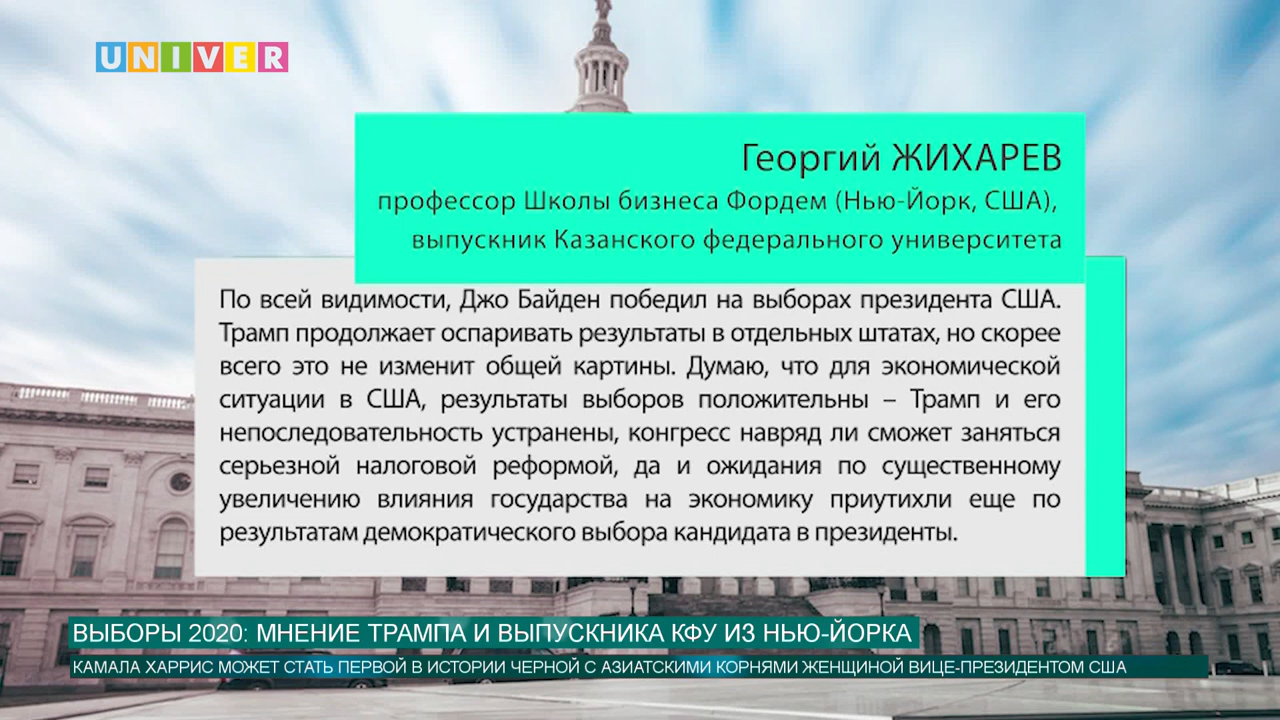 UNIVER
Георгий ЖИХАРЕВ
профессор Школы бизнеса Фордем (Нью-Йорк, США),
выпускник Казанского федерального университета
По всей видимости, Джо Байден победил на выборах президента США.
Трамп продолжает оспаривать результаты в отдельных штатах, но скорее
всего это не изменит общей картины. Думаю, что для экономической
ситуации в США, результаты выборов положительны – Трамп и его
непоследовательность устранены, конгресс навряд ли сможет заняться
серьезной налоговой реформой, да и ожидания по существенному
увеличению влияния государства на экономику приутихли еще по
результатам демократического выбора кандидата в президенты.
ВЫБОРЫ 2020: МНЕНИЕ ТРАМПА И ВЫПУСКНИКА КФУ ИЗ НЬЮ-ЙОРКА
КАМАЛА ХАРРИС МОЖЕТ СТАТЬ ПЕРВОЙ В ИСТОРИИ ЧЕРНОЙ С АЗИАТСКИМИ КОРНЯМИ ЖЕНЩИНОЙ ВИЦЕ-ПРЕЗИДЕНТОМ США